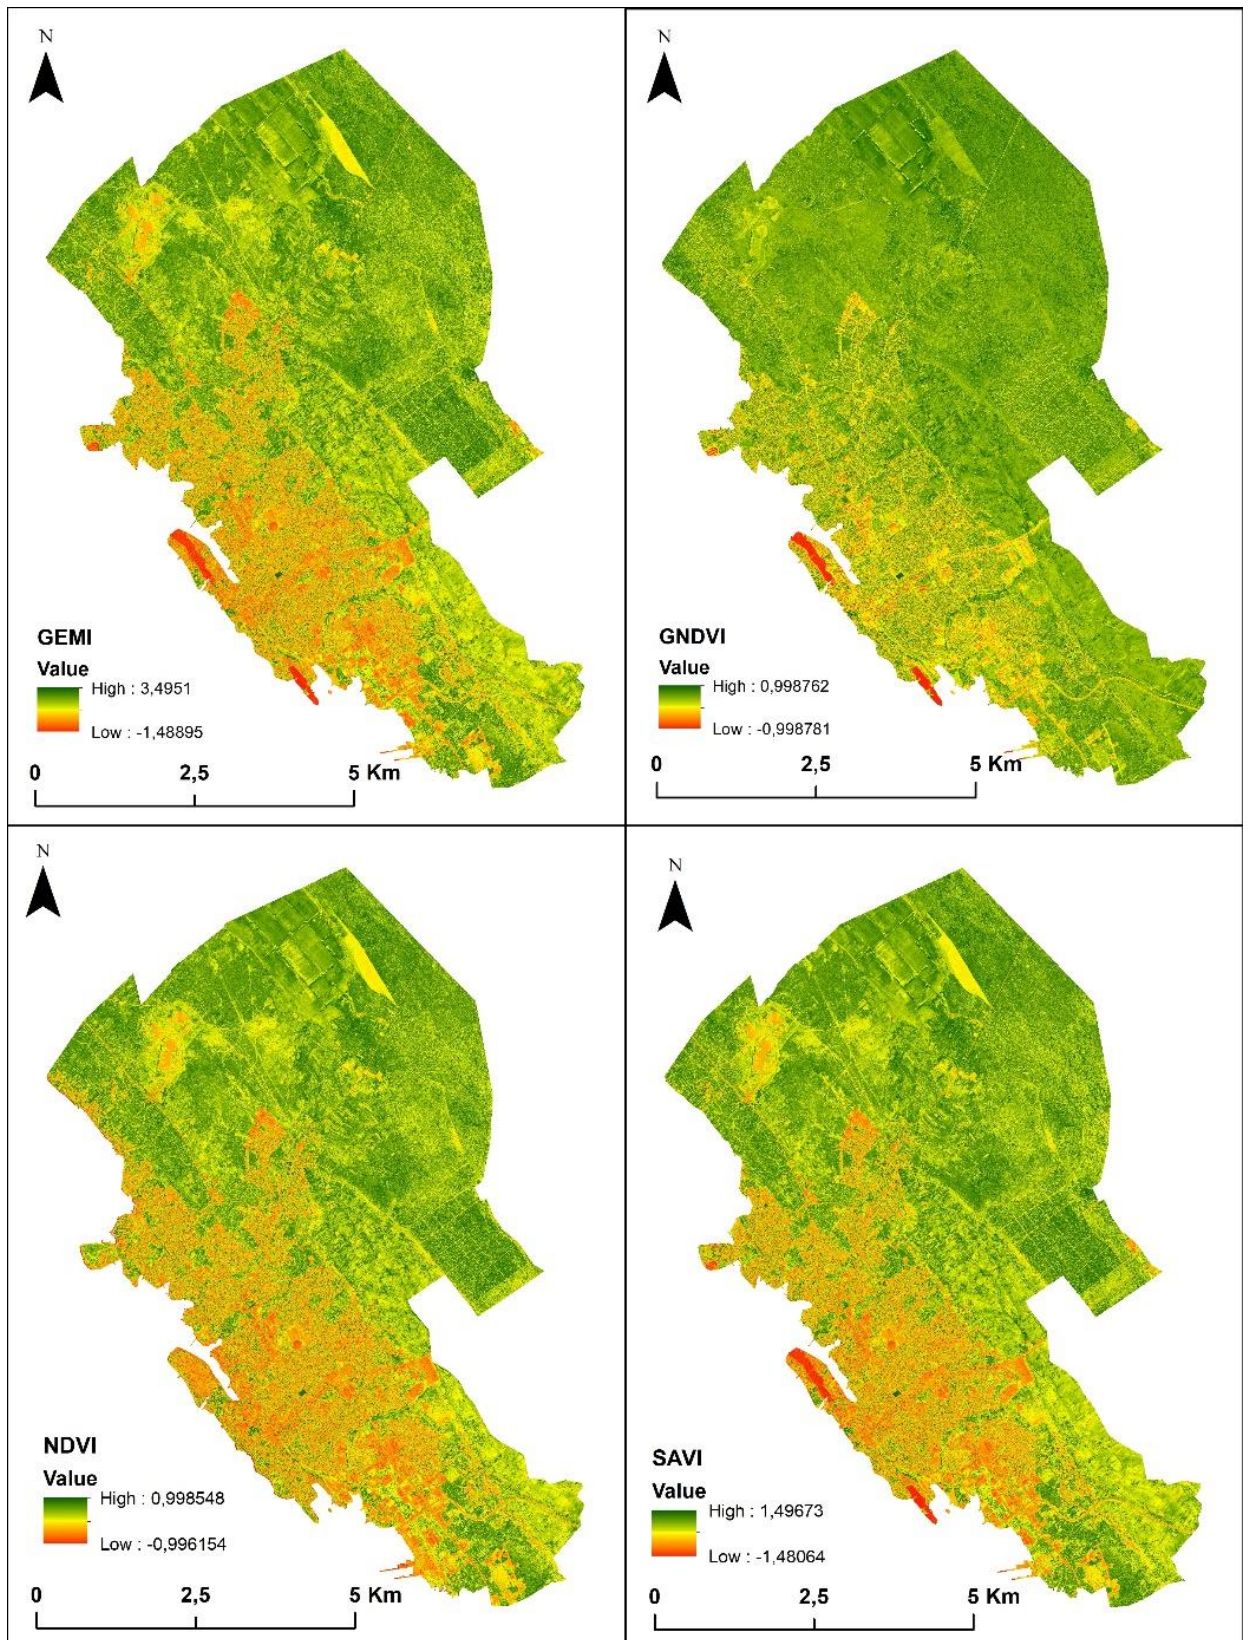 N
GEMI
Value
High : 3,4951
Low : -1,48895
0 2,5 5 Km
N
GNDVI
Value
High : 0,998762
Low : -0,998781
0 2,5 5 Km
N
NDVI
Value
High : 0,998548
Low : -0,996154
0 2,5 5 Km
N
SAVI
Value
High : 1,49673
Low : -1,48064
0 2,5 5 Km